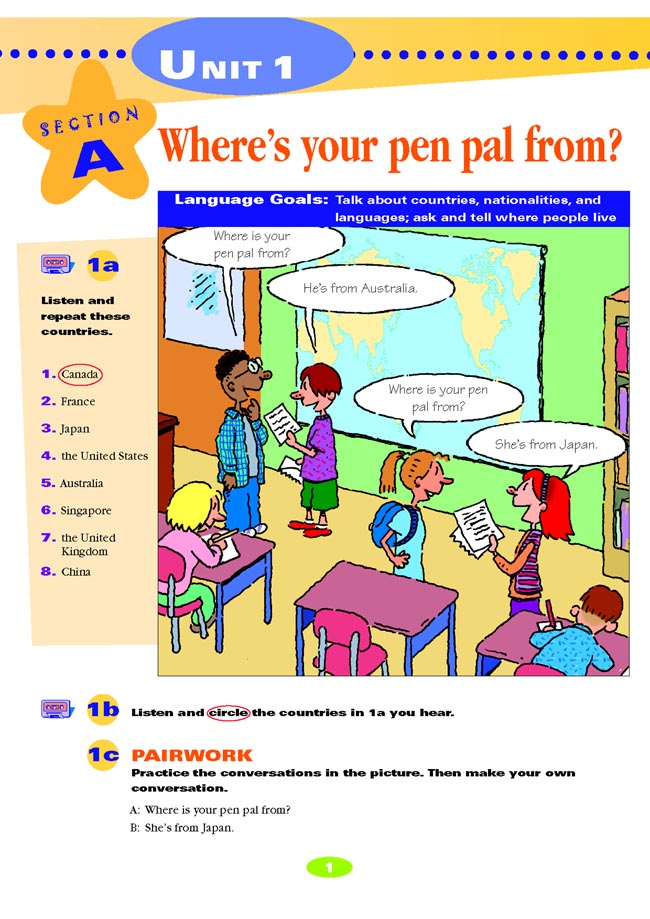 UNIT 1
SECTION
A
Where's your pen pal from?
Language Goals: Talk about countries, nationalities, and
languages; ask and tell where people live
Where is your
pen pal from?
He's from Australia.
Where is your pen
pal from?
She's from Japan.
1a
Listen and
repeat these
countries.
1. Canada
2. France
3. Japan
4. the United States
5. Australia
6. Singapore
7. the United
Kingdom
8. China
1b Listen and circle the countries in 1a you hear.
1c PAIRWORK
Practice the conversations in the picture. Then make your own
conversation.
A: Where is your pen pal from?
B: She's from Japan.
1